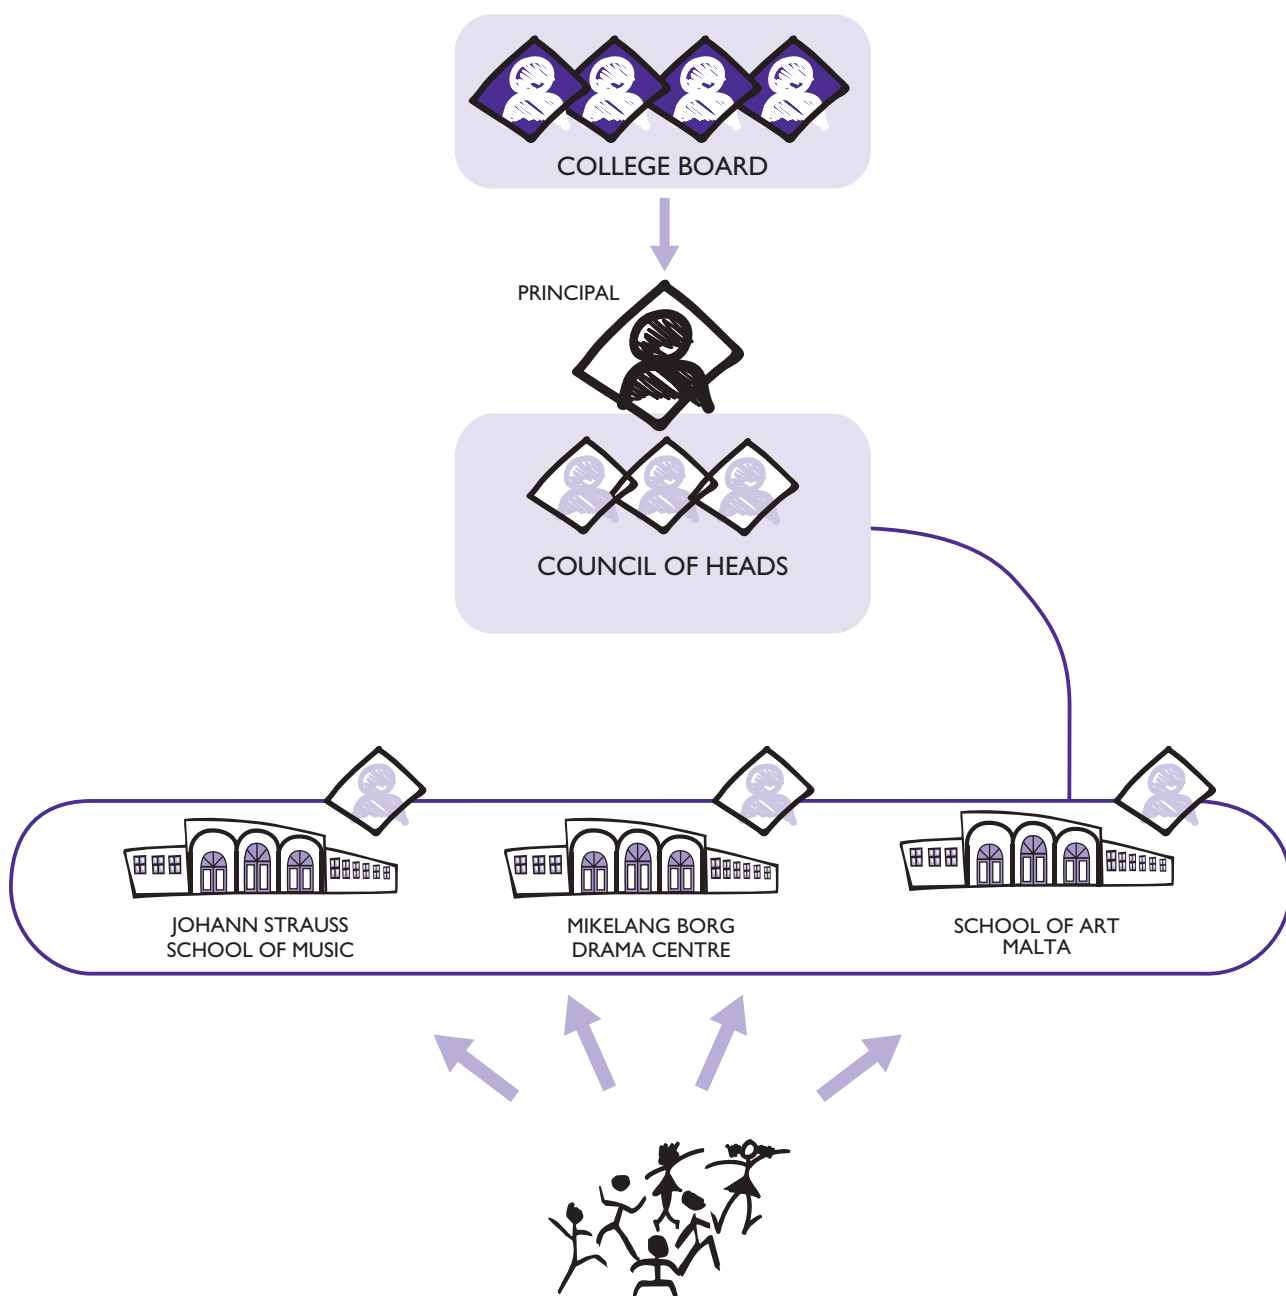 COLLEGE BOARD
PRINCIPAL
COUNCIL OF HEADS
JOHANN STRAUSS
SCHOOL OF MUSIC
MIKELANG BORG
DRAMA CENTRE
SCHOOL OF ART
MALTA